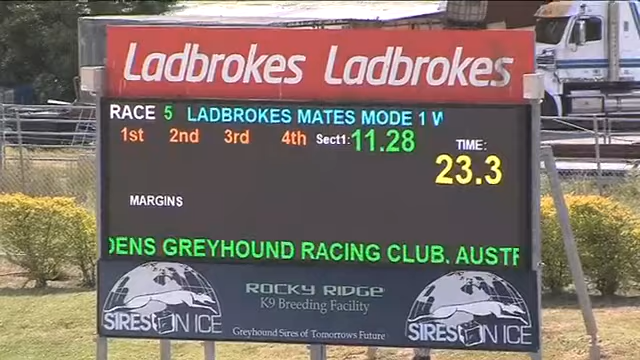 Ladbrokes Ladbrokes
RACE 5 LADBROKES MATES MODE 1 W
1st 2nd 3rd 4th Sect1: 11.28 TIME:
23.3
MARGINS
DENS GREYHOUND RACING CLUB. AUSTR
ROCKY RIDGE
K9 Breeding Facility
SIRES ON ICE SIRES ON ICE
Greyhound Sires of Tomorrows Future